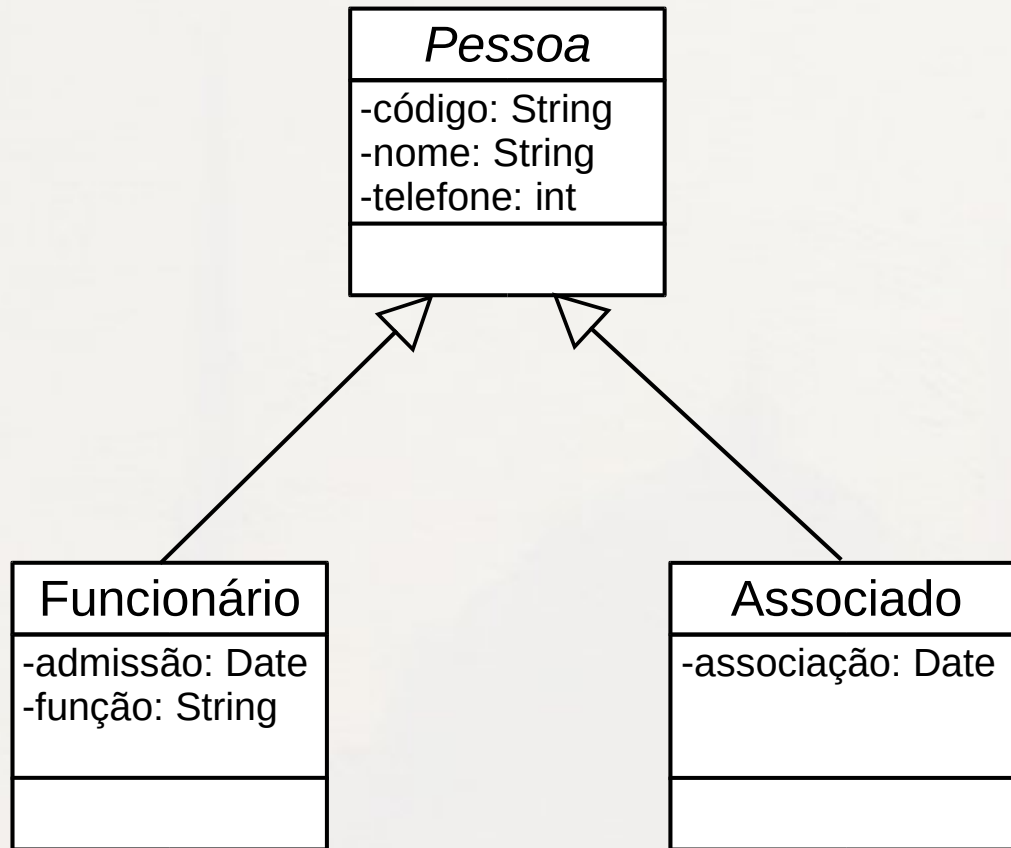 Pessoa
-código: String
-nome: String
-telefone: int
Funcionário
-admissão: Date
-função: String
Associado
-associação: Date